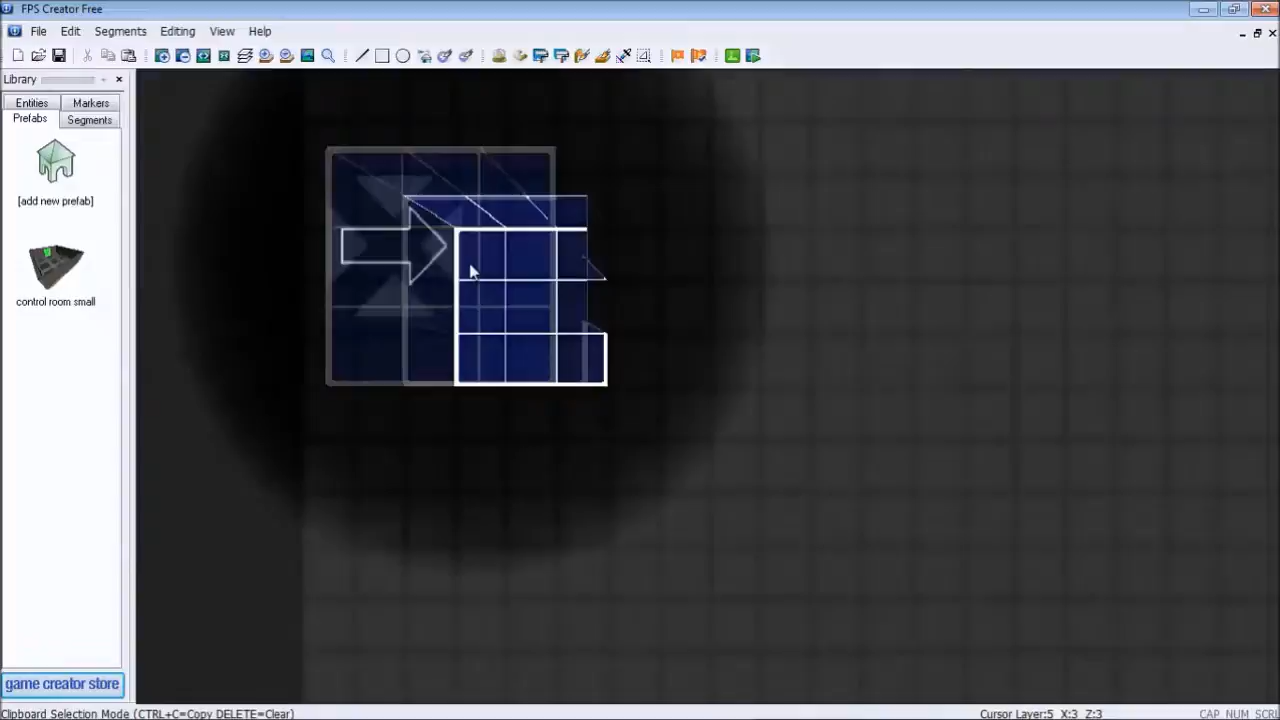 FPS Creator Free
File Edit Segments Editing View Help
Library
Entities Markers
Prefabs Segments
[add new prefab]
control room small
game creator store
Clipboard Selection Mode (CTRL+C=Copy DELETE=Clear) Cursor Layer:5 X:3 Z:3 CAP NUM SCRL